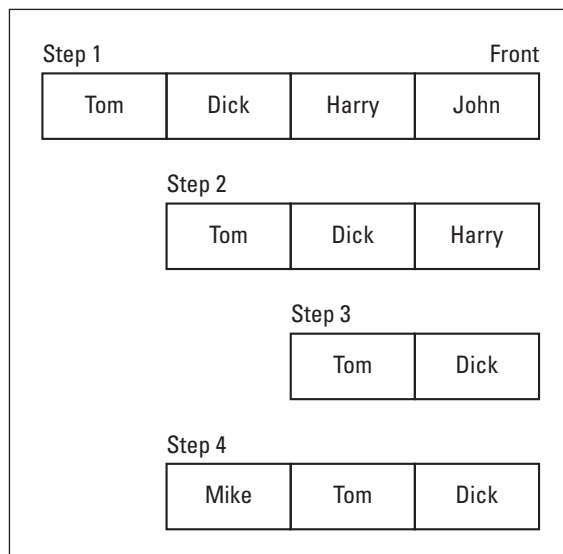 Step 1 Front
Tom Dick Harry John
Step 2
Tom Dick Harry
Step 3
Tom Dick
Step 4
Mike Tom Dick